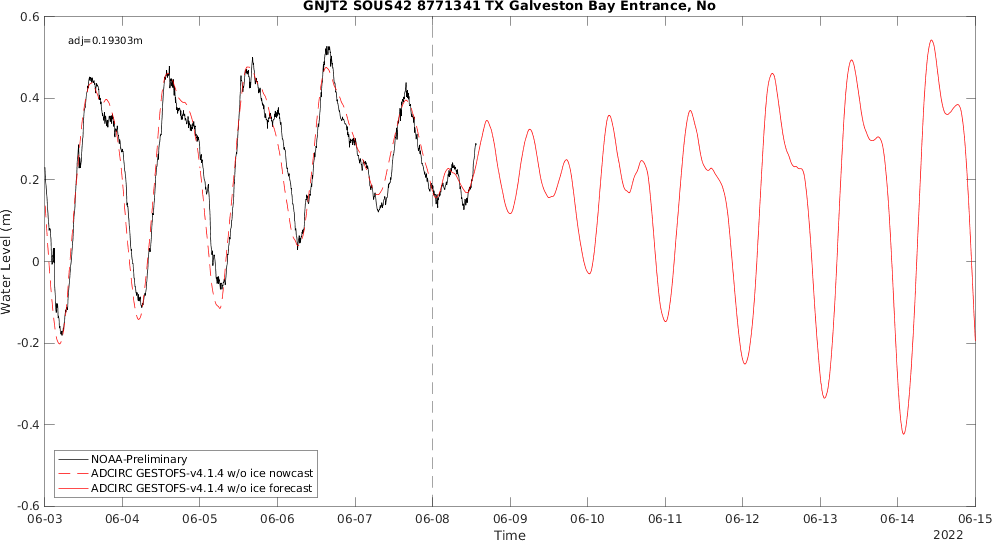 GNJT2 SOUS42 8771341 TX Galveston Bay Entrance, No
adj=0.19303m
0.6
0.4
0.2
0
-0.2
-0.4
-0.6
Water Level (m)
NOAA-Preliminary
ADCIRC GESTOFS-v4.1.4 w/o ice nowcast
ADCIRC GESTOFS-v4.1.4 w/o ice forecast
06-03 06-04 06-05 06-06 06-07 06-08 06-09 06-10 06-11 06-12 06-13 06-14 06-15
Time
2022